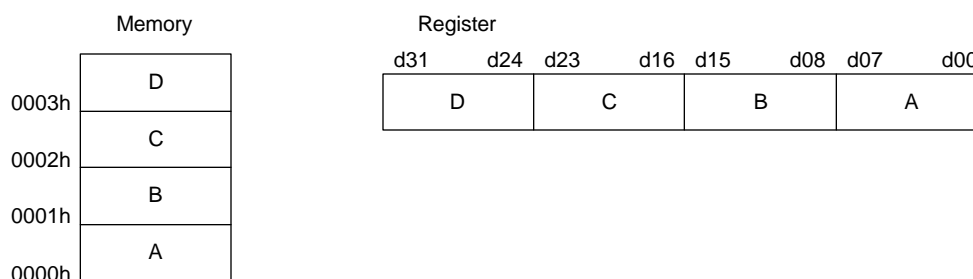 Memory
D
0003h
C
0002h
B
0001h
A
0000h
Register
d31 d24 d23 d16 d15 d08 d07 d00
D C B A